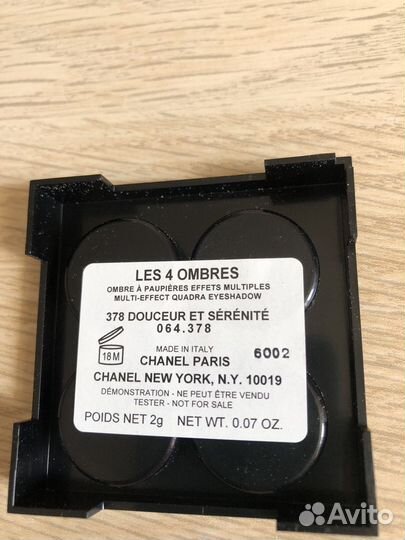 LES 4 OMBRES
OMBRE À PAUPIÈRES EFFETS MULTIPLES
MULTI-EFFECT QUADRA EYESHADOW
378 DOUCEUR ET SÉRÉNITÉ
064.378
MADE IN ITALY
18M
CHANEL PARIS
6002
CHANEL NEW YORK, N.Y. 10019
DÉMONSTRATION - NE PEUT ÊTRE VENDU
TESTER - NOT FOR SALE
POIDS NET 2g NET WT. 0.07 OZ.
Avito